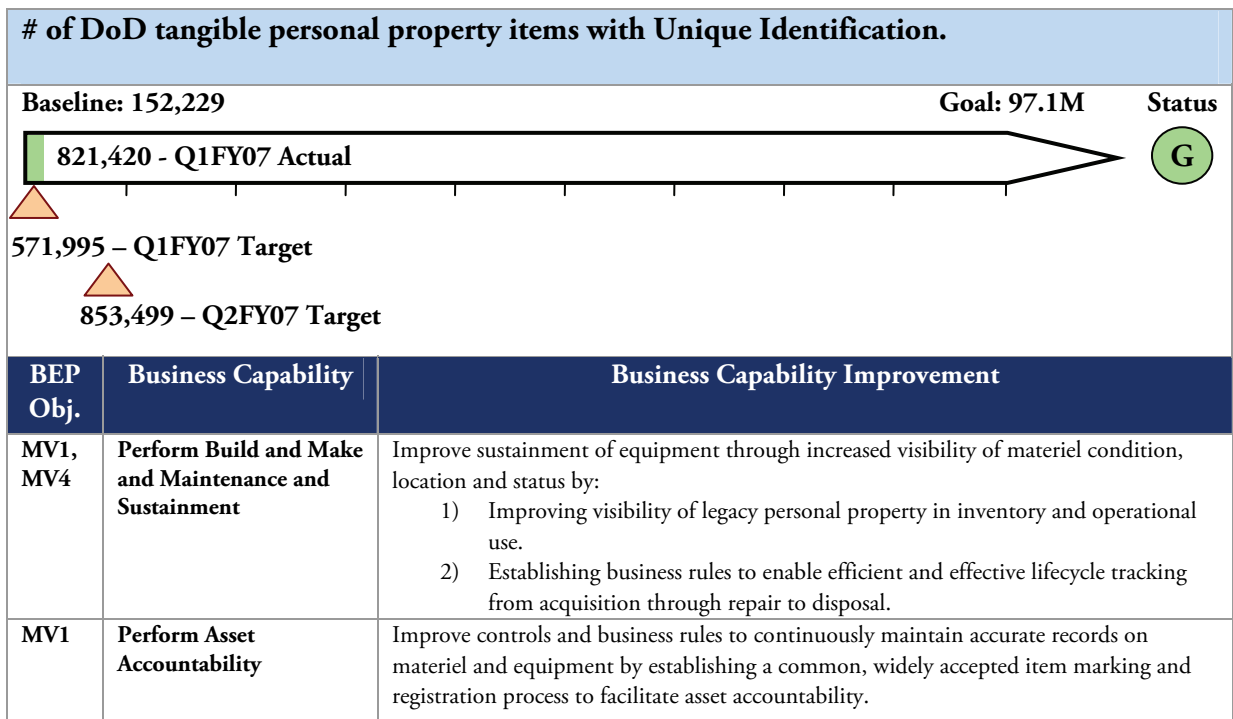 # of DoD tangible personal property items with Unique Identification.
Baseline: 152,229 Goal: 97.1M Status
821,420 - Q1FY07 Actual G
571,995 – Q1FY07 Target
853,499 – Q2FY07 Target
BEP Obj. Business Capability Business Capability Improvement
MV1, MV4
Perform Build and Make
and Maintenance and
Sustainment
Improve sustainment of equipment through increased visibility of materiel condition,
location and status by:
1) Improving visibility of legacy personal property in inventory and operational
use.
2) Establishing business rules to enable efficient and effective lifecycle tracking
from acquisition through repair to disposal.
MV1
Perform Asset
Accountability
Improve controls and business rules to continuously maintain accurate records on
materiel and equipment by establishing a common, widely accepted item marking and
registration process to facilitate asset accountability.